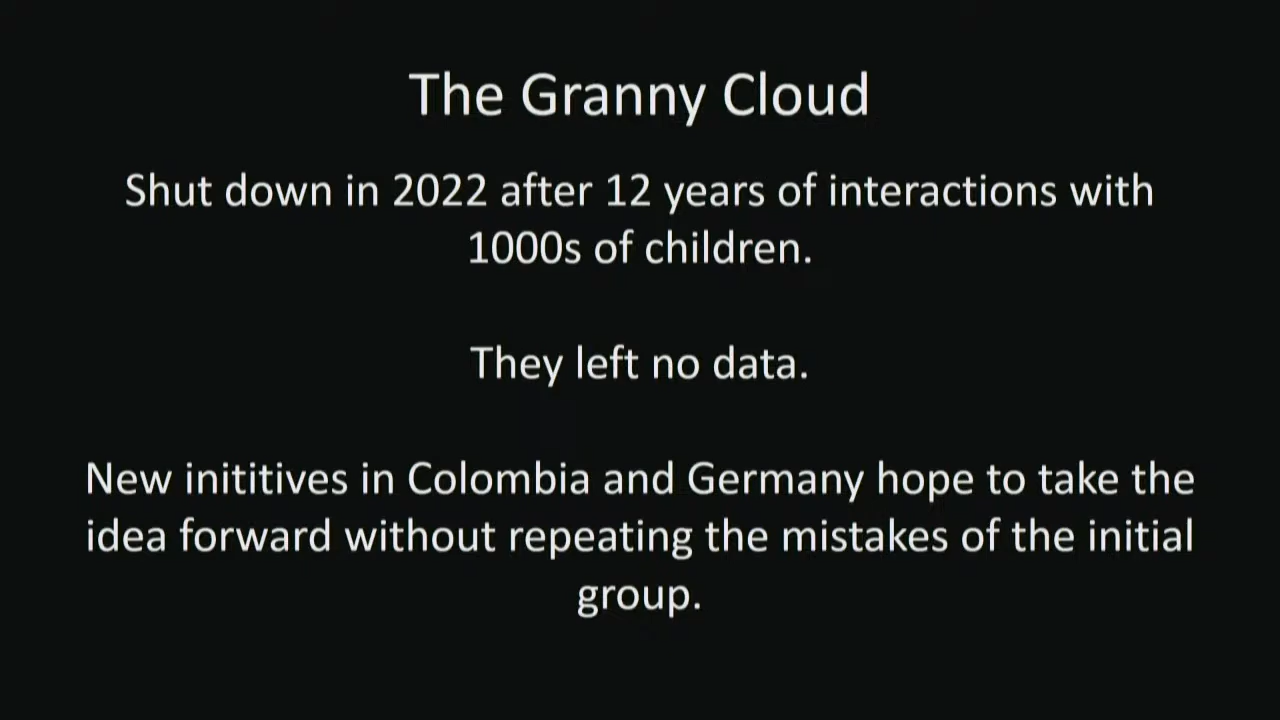 The Granny Cloud
Shut down in 2022 after 12 years of interactions with
1000s of children.
They left no data.
New inititives in Colombia and Germany hope to take the
idea forward without repeating the mistakes of the initial
group.